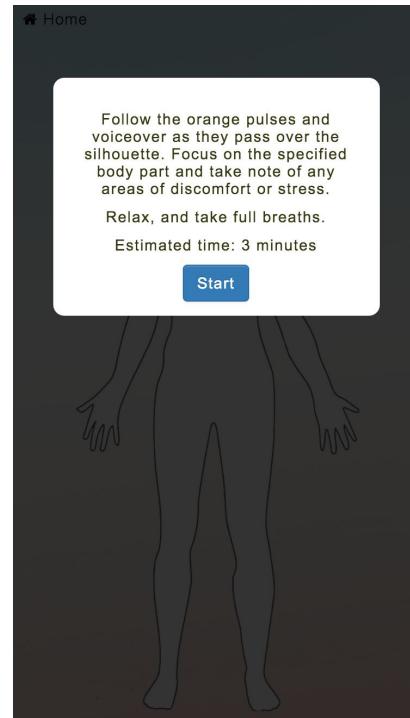 Home
Follow the orange pulses and
voiceover as they pass over the
silhouette. Focus on the specified
body part and take note of any
areas of discomfort or stress.
Relax, and take full breaths.
Estimated time: 3 minutes
Start